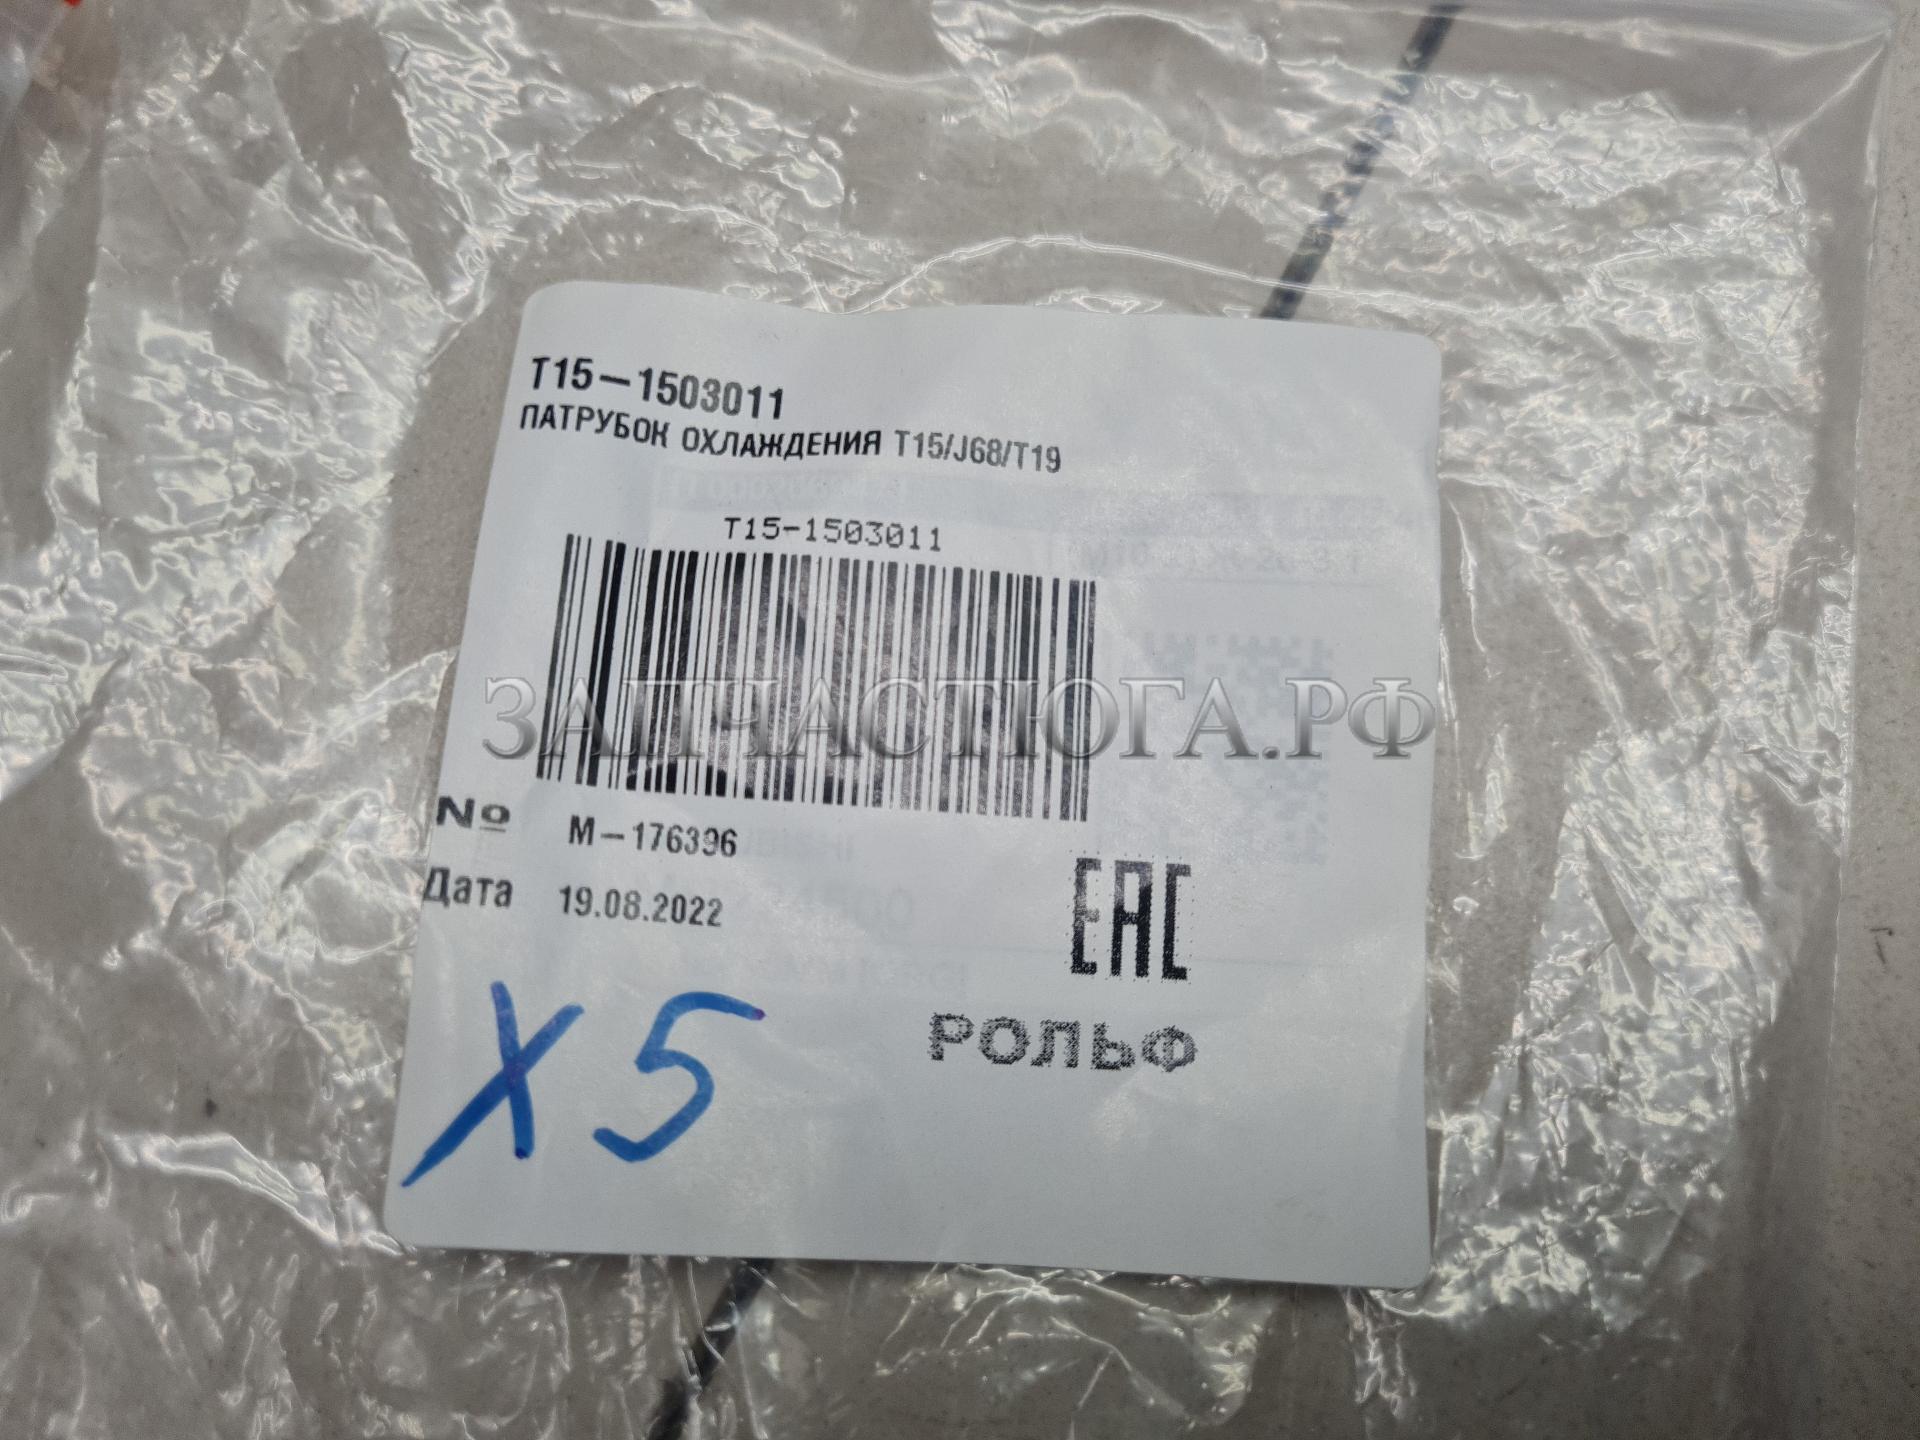 T15-1503011
ПАТРУБОК ОХЛАЖДЕНИЯ T15/J68/T19
T15-1503011
ЗАПЧАСТЮГА.РФ
№ М-176396
Дата 19.08.2022
EAC
РОЛЬФ
X5